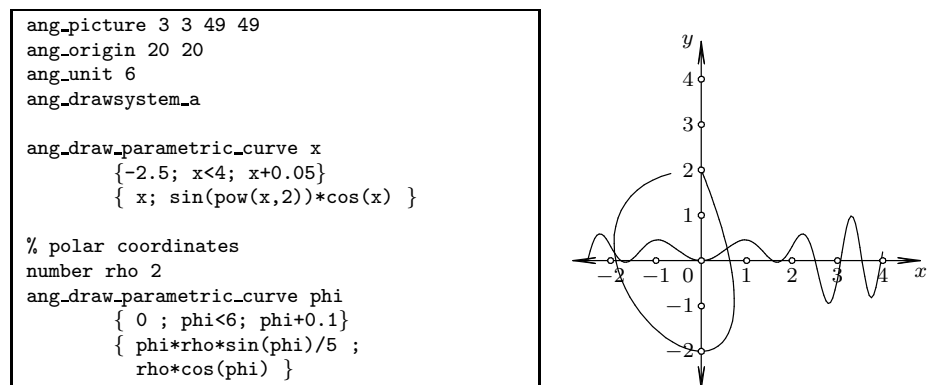 ang_picture 3 3 49 49
ang_origin 20 20
ang_unit 6
ang_drawsystem_a
ang_draw_parametric_curve x
{-2.5; x<4; x+0.05}
{ x; sin(pow(x,2))*cos(x) }
% polar coordinates
number rho 2
ang_draw_parametric_curve phi
{ 0 ; phi<6; phi+0.1}
{ phi*rho*sin(phi)/5 ;
rho*cos(phi) }
y
4
3
2
1
−2 −1 0 1 2 3 4 x
−1
−2